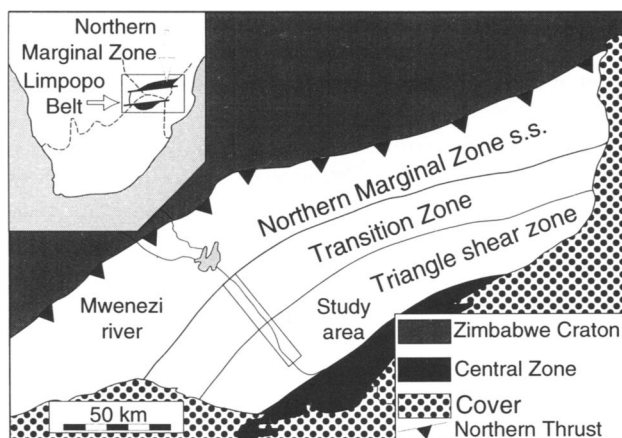 Northern
Marginal Zone
Limpopo
Belt
Northern Marginal Zone s.s.
Transition Zone
Triangle shear zone
Mwenezi
river
Study
area
Zimbabwe Craton
Central Zone
Cover
Northern Thrust
50 km